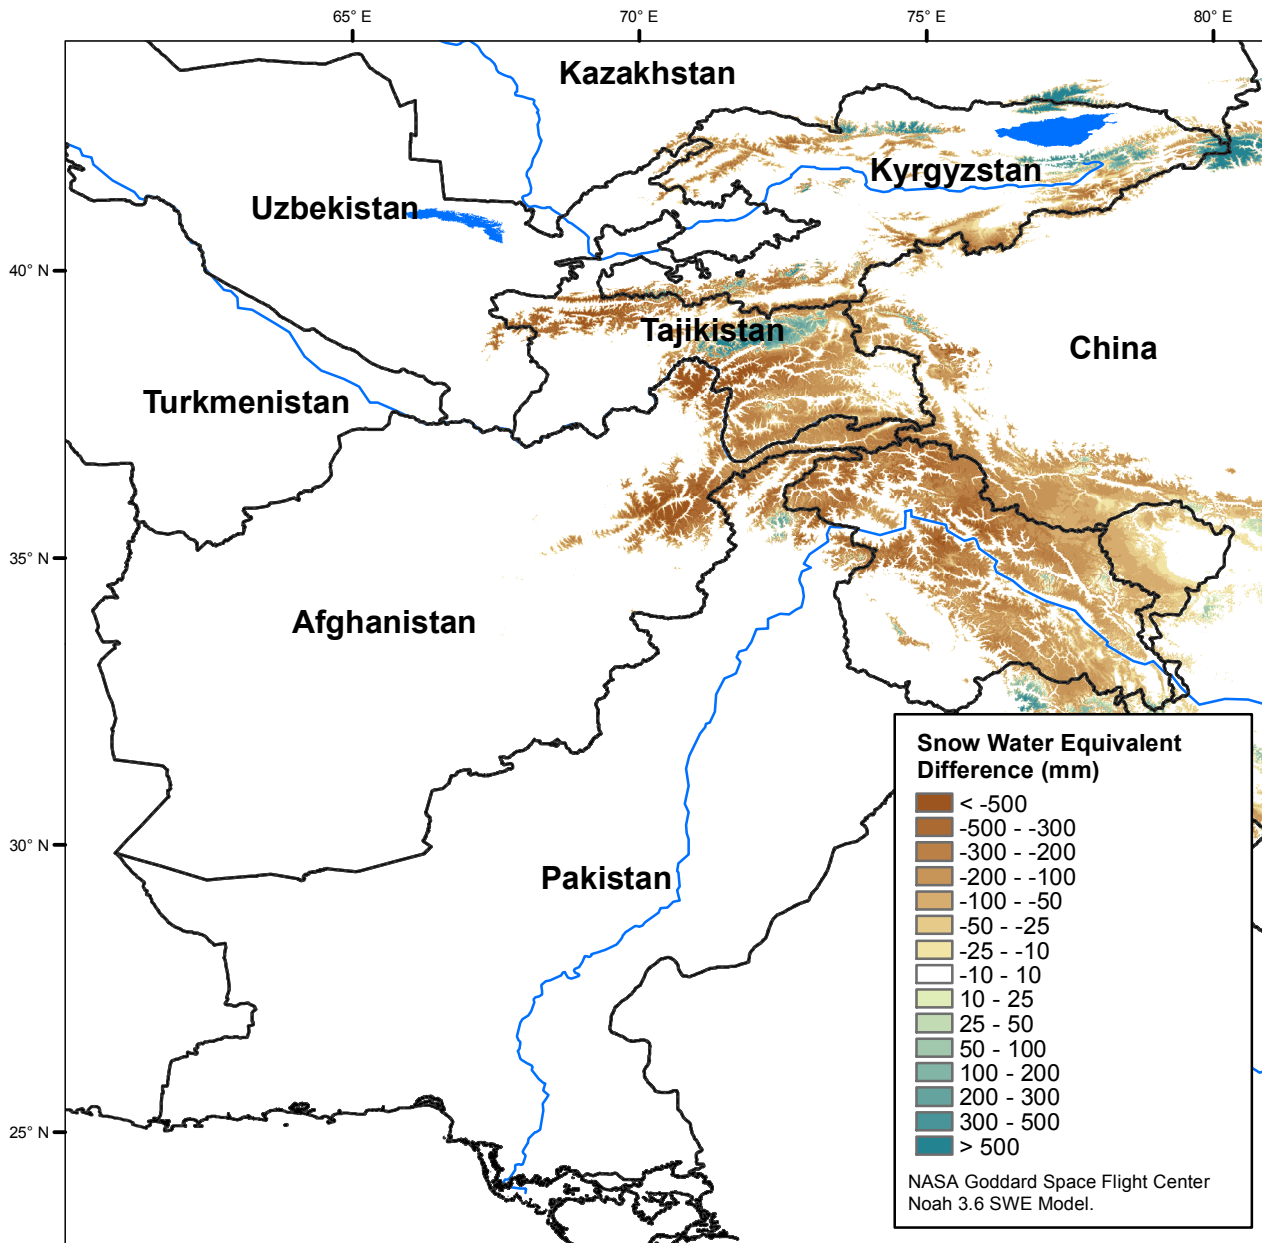 65° E
70° E
75° E
80° E
Kazakhstan
Kyrgyzstan
Uzbekistan
40° N
Tajikistan
China
Turkmenistan
35° N
Afghanistan
30° N
Pakistan
25° N
Snow Water Equivalent
Difference (mm)
< -500
-500 - -300
-300 - -200
-200 - -100
-100 - -50
-50 - -25
-25 - -10
-10 - 10
10 - 25
25 - 50
50 - 100
100 - 200
200 - 300
300 - 500
> 500
NASA Goddard Space Flight Center
Noah 3.6 SWE Model.